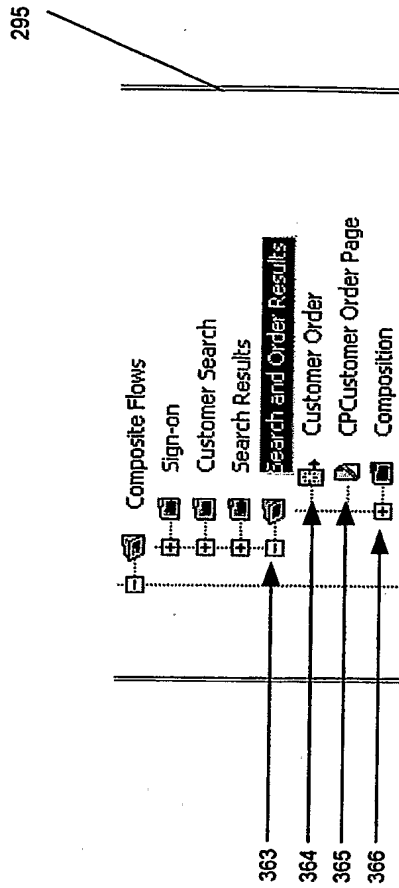 295
Composite Flows
Sign-on
Customer Search
Search Results
363 Search and Order Results
364 Customer Order
365 CPCustomer Order Page
366 Composition